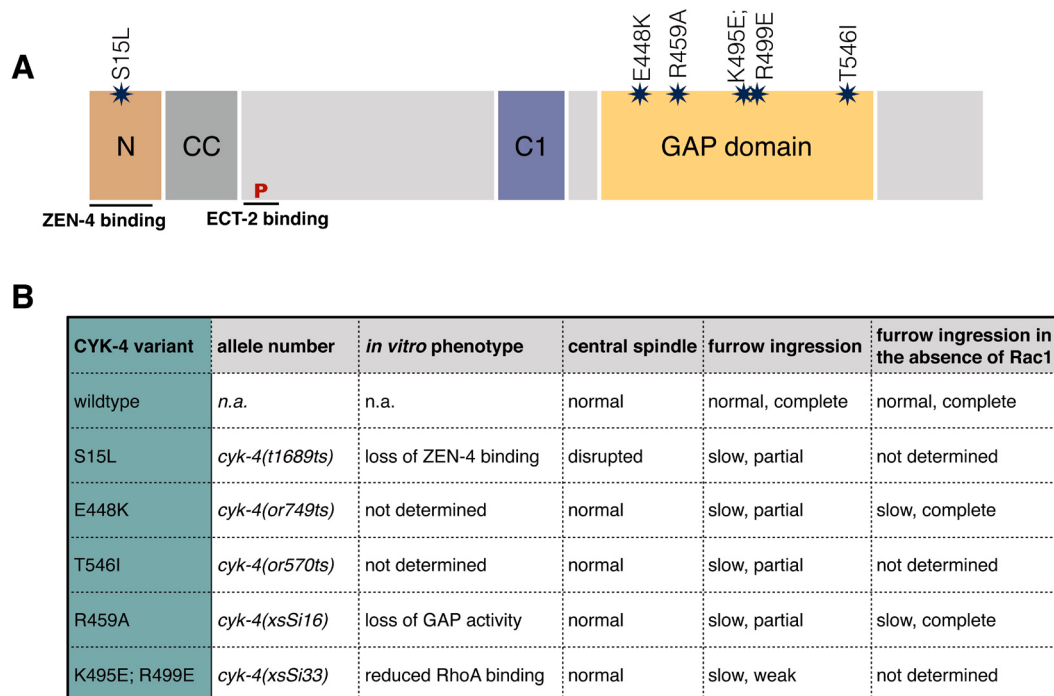 A
S15L
E448K
R459A
K495E;
R499E
T546I
N
CC
C1
GAP domain
P
ZEN-4 binding
ECT-2 binding
B
CYK-4 variant allele number in vitro phenotype central spindle furrow ingression furrow ingression in
the absence of Rac1
wildtype n.a. n.a. normal normal, complete normal, complete
S15L cyk-4(t1689ts) loss of ZEN-4 binding disrupted slow, partial not determined
E448K cyk-4(or749ts) not determined normal slow, partial slow, complete
T546I cyk-4(or570ts) not determined normal slow, partial not determined
R459A cyk-4(xsSi16) loss of GAP activity normal slow, partial slow, complete
K495E; R499E cyk-4(xsSi33) reduced RhoA binding normal slow, weak not determined